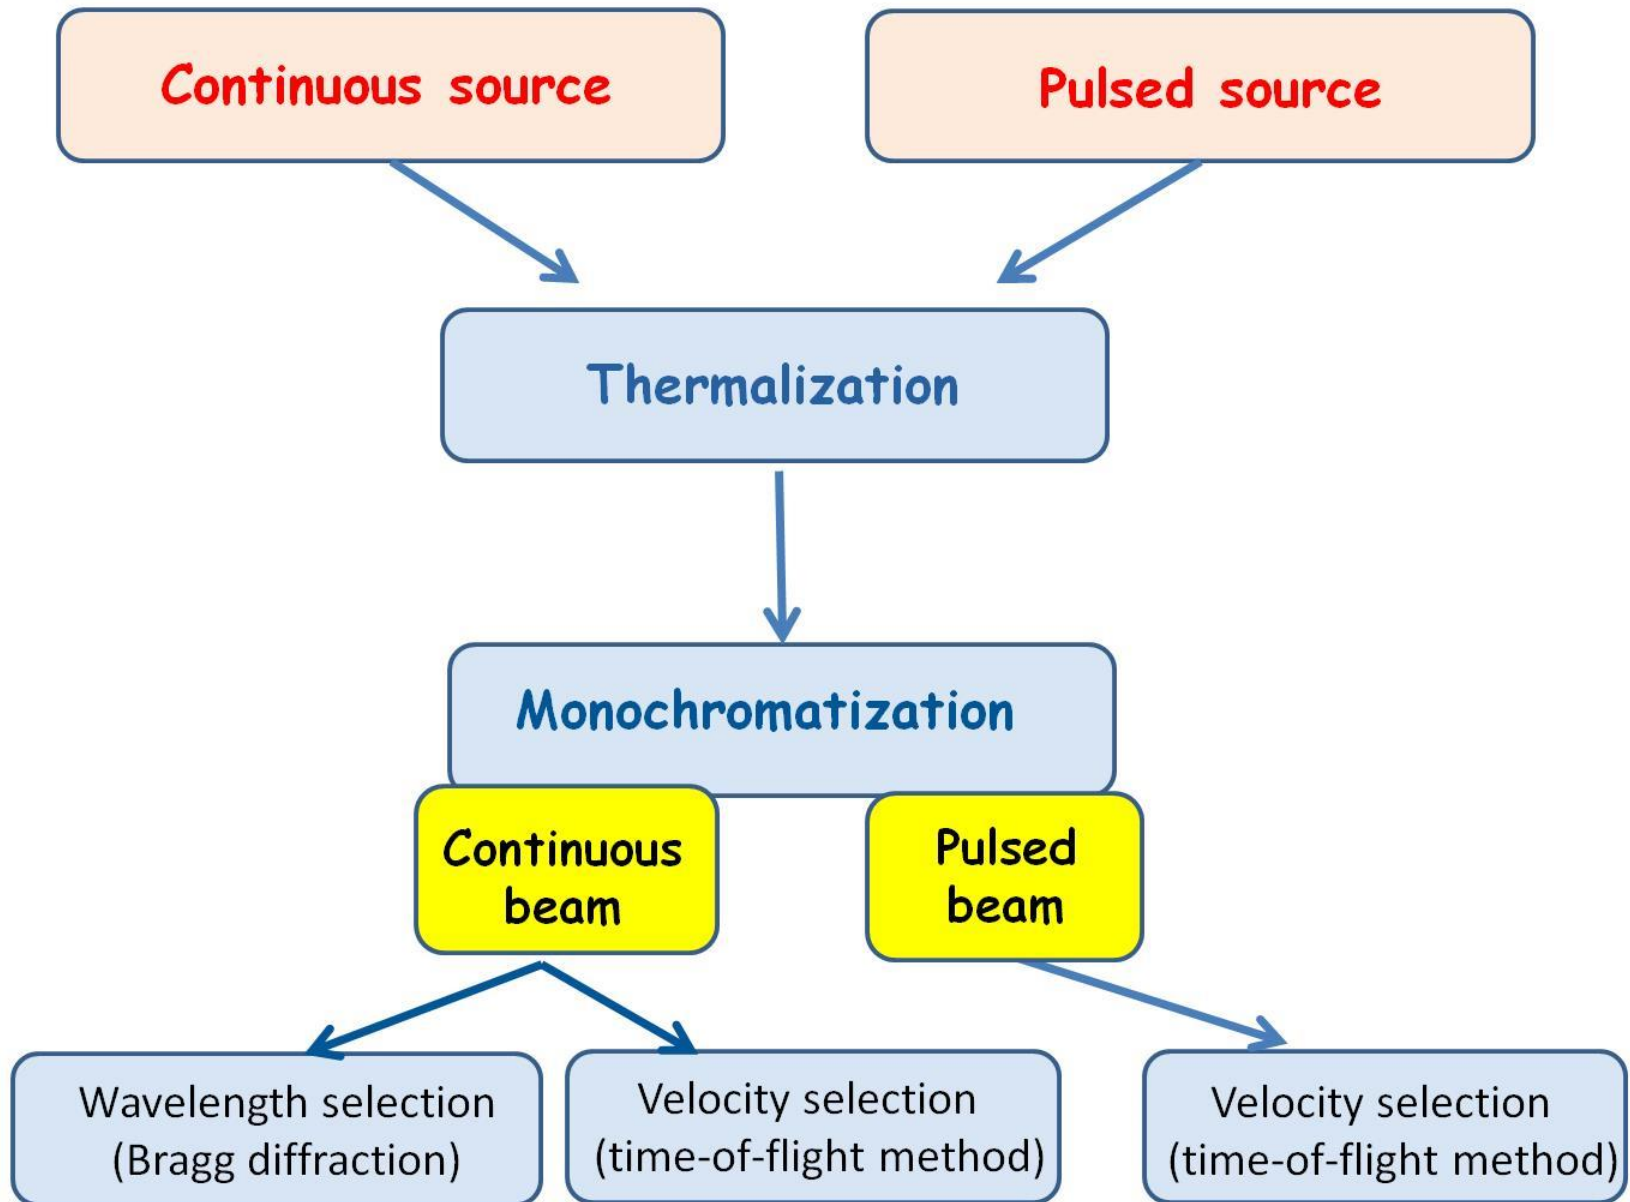 Continuous source
Pulsed source
Thermalization
Monochromatization
Continuous
beam
Pulsed
beam
Wavelength selection
(Bragg diffraction)
Velocity selection
(time-of-flight method)
Velocity selection
(time-of-flight method)